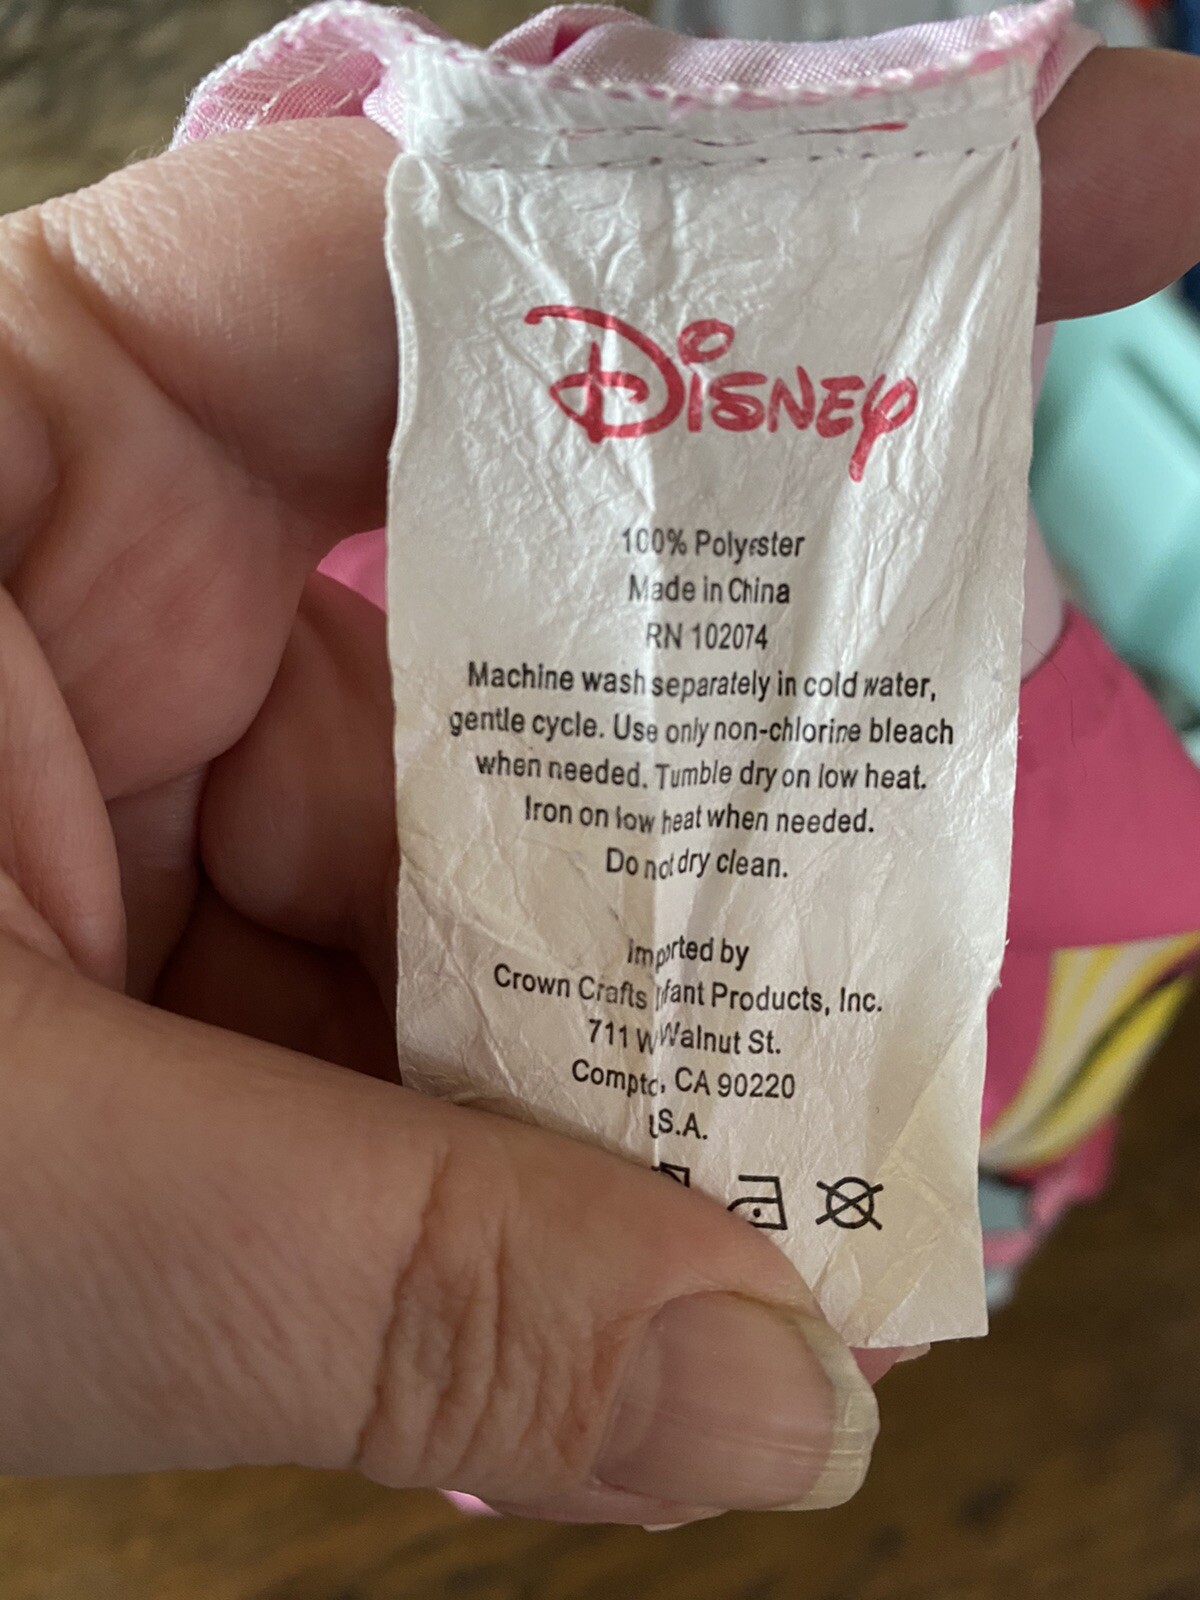 Disney
100% Polyester
Made in China
RN 102074
Machine wash separately in cold water,
gentle cycle. Use only non-chlorine bleach
when needed. Tumble dry on low heat.
Iron on low heat when needed.
Do not dry clean.
Imported by
Crown Crafts Infant Products, Inc.
711 W Walnut St.
Compto, CA 90220
U.S.A.